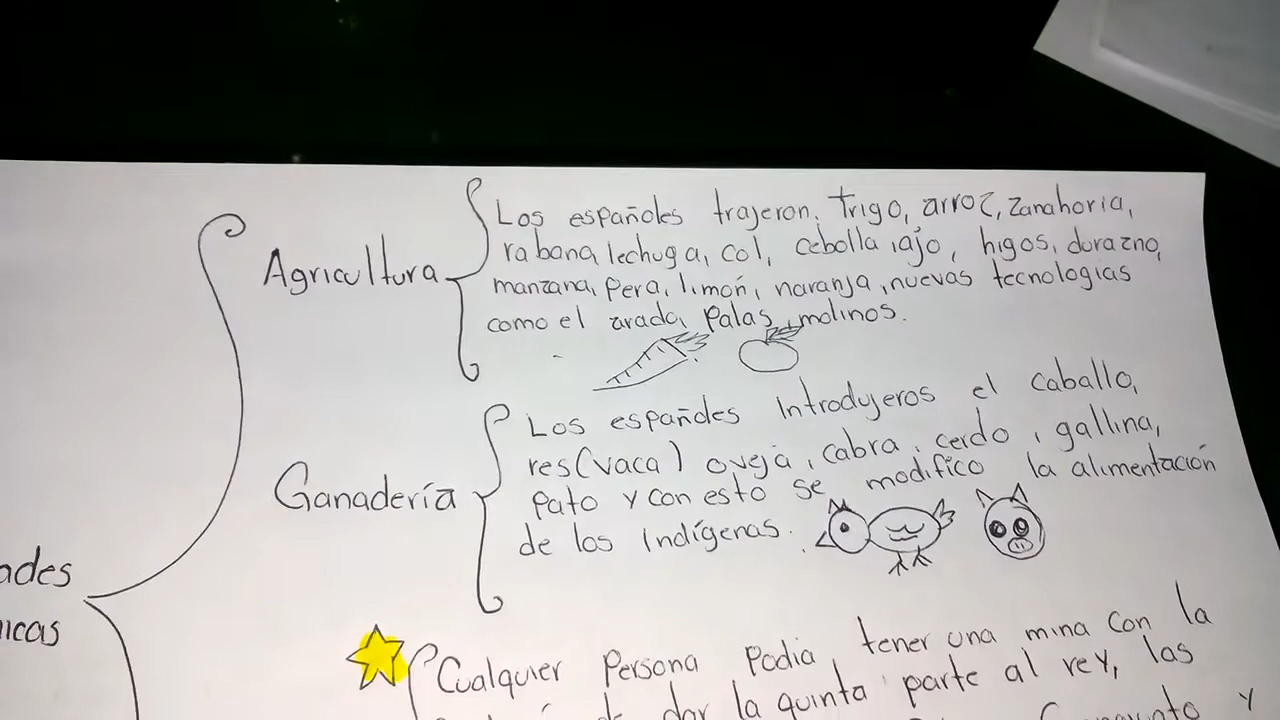 Agricultura
Los españoles trajeron. Trigo, arroz, zanahoria,
rabana, lechuga, col, cebolla, ajo, higos, durazno,
manzana, pera, limón, naranja, nuevas tecnologias
como el arado, palas, molinos.
Ganadería
Los españoles introdujeros el caballo,
res(vaca) oveja, cabra, cerdo, gallina,
pato y con esto se modifico la alimentación
de los indígenas.
ades
icas
Cualquier persona podia tener una mina con la
de dar la quinta parte al rey, las
y